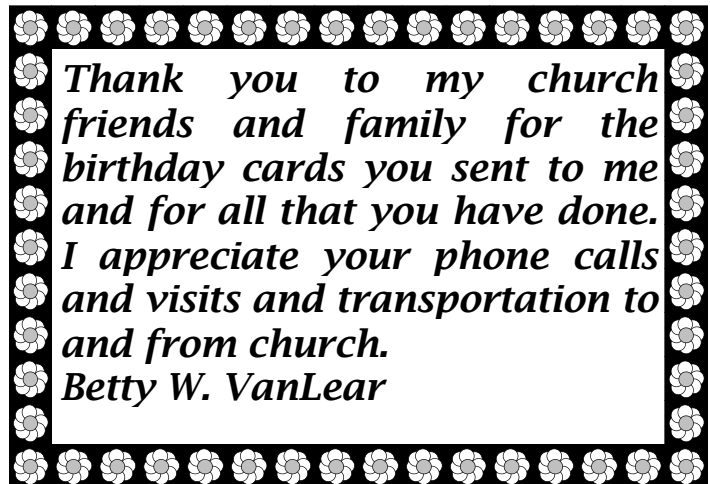 Thank you to my church
friends and family for the
birthday cards you sent to me
and for all that you have done.
I appreciate your phone calls
and visits and transportation to
and from church.
Betty W. VanLear